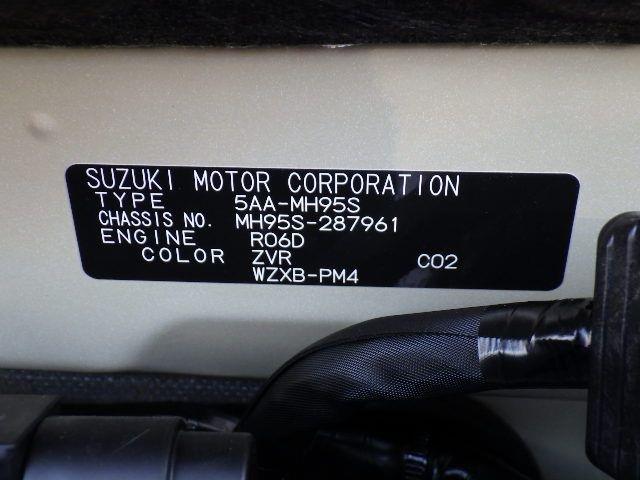 SUZUKI MOTOR CORPORATION
TYPE 5AA-MH95S
CHASSIS NO. MH95S-287961
ENGINE R06D
COLOR ZVR C02
WZXB-PM4